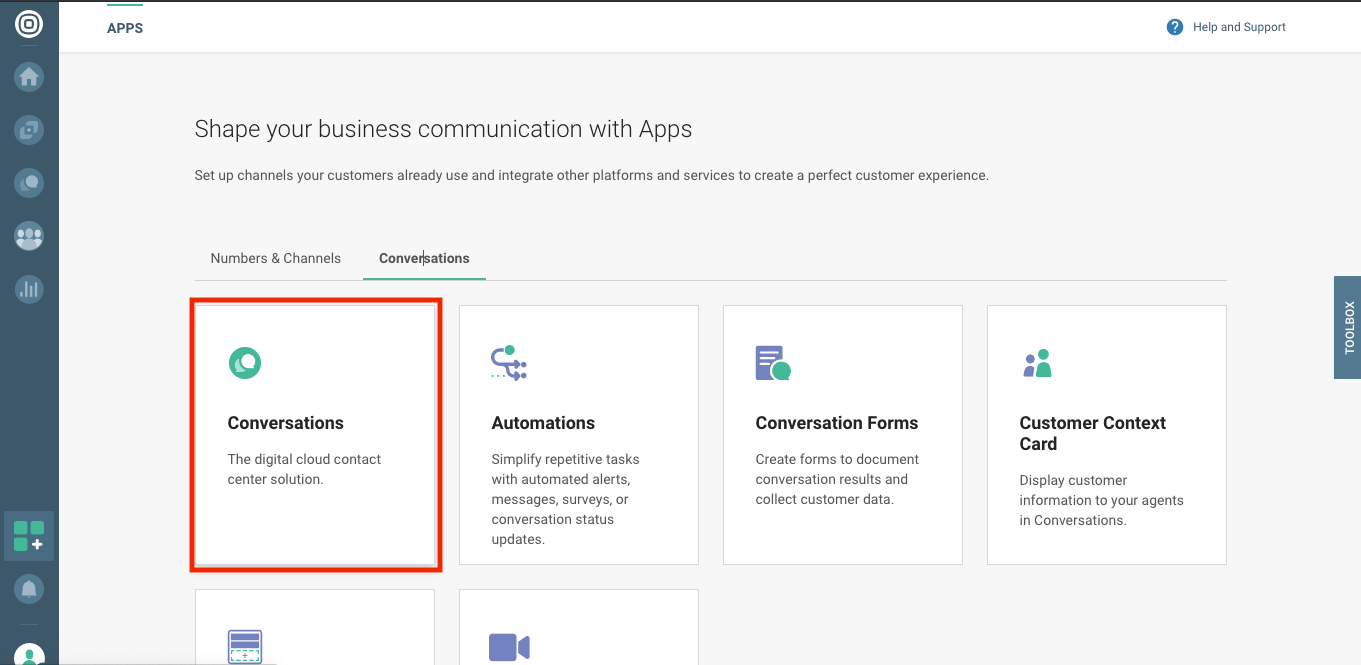 APPS
? Help and Support
Shape your business communication with Apps
Set up channels your customers already use and integrate other platforms and services to create a perfect customer experience.
Numbers & Channels
Conversations
TOOLBOX
Conversations
The digital cloud contact
center solution.
Automations
Simplify repetitive tasks
with automated alerts,
messages, surveys, or
conversation status
updates.
Conversation Forms
Create forms to document
conversation results and
collect customer data.
Customer Context
Card
Display customer
information to your agents
in Conversations.